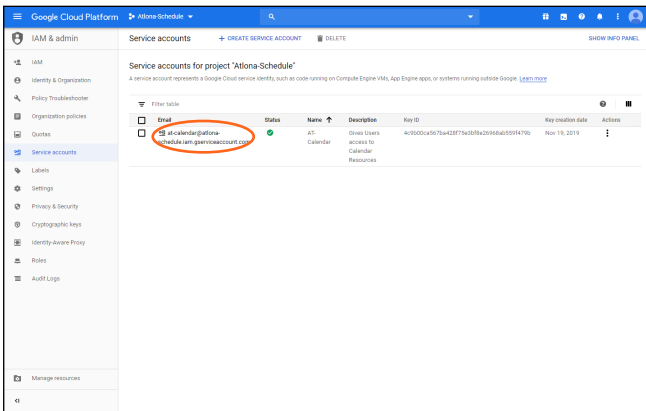 Google Cloud Platform Atlona-Schedule
IAM & admin
Service accounts + CREATE SERVICE ACCOUNT DELETE SHOW INFO PANEL
IAM
Identity & Organization
Policy Troubleshooter
Organization policies
Quotas
Service accounts
Labels
Settings
Privacy & Security
Cryptographic keys
Identity-Aware Proxy
Roles
Audit Logs
Manage resources
Service accounts for project "Atlona-Schedule"
A service account represents a Google Cloud service identity, such as code running on Compute Engine VMs, App Engine apps, or systems running outside Google. Learn more
Filter table
Email Status Name Description Key ID Key creation date Actions
at-calendar@atlona- AT- Gives Users Nov 19, 2019
schedule.iam.gserviceaccount.com Calendar access to
Calendar
Resources